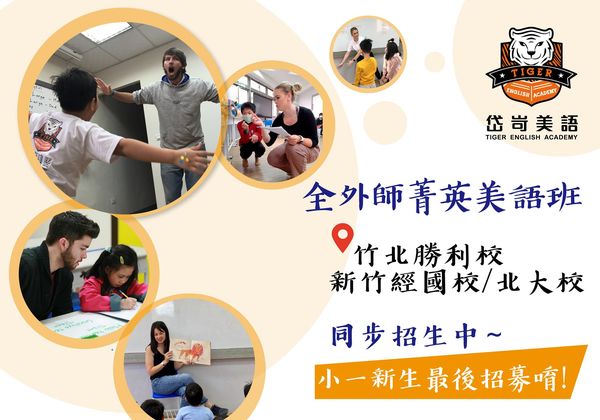 TIGER
ENGLISH ACADEMY
岱岢美語
TIGER ENGLISH ACADEMY
全外師菁英美語班
竹北勝利校
新竹經國校/北大校
同步招生中~
小一新生最後招募唷!